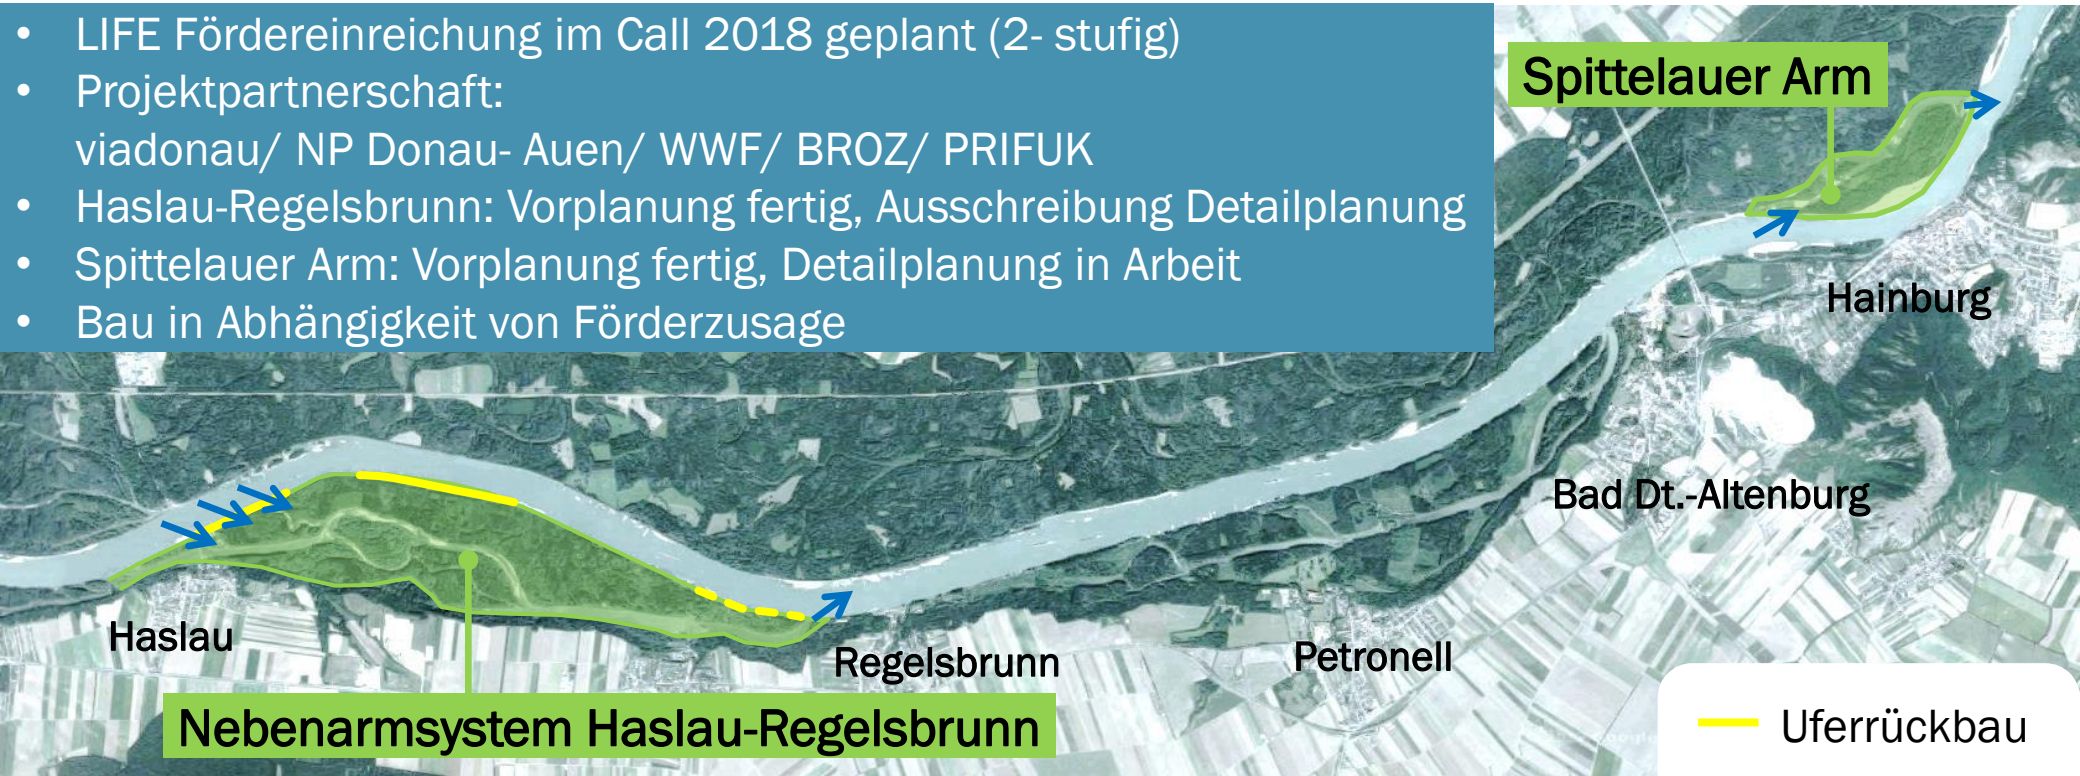 • LIFE Fördereinreichung im Call 2018 geplant (2- stufig)
• Projektpartnerschaft:
viadonau/ NP Donau- Auen/ WWF/ BROZ/ PRIFUK
• Haslau-Regelsbrunn: Vorplanung fertig, Ausschreibung Detailplanung
• Spittelauer Arm: Vorplanung fertig, Detailplanung in Arbeit
• Bau in Abhängigkeit von Förderzusage
Spittelauer Arm
Hainburg
Bad Dt.-Altenburg
Haslau
Regelsbrunn
Petronell
Nebenarmsystem Haslau-Regelsbrunn
Uferrückbau